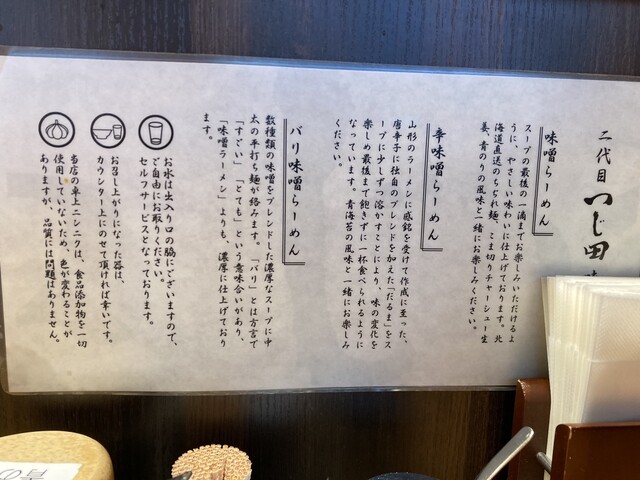 二代目 つじ田
味噌らーめん
スープの最後の一滴までお楽しみいただけるよ
うに、やさしい味わいに仕上げております。北
海道直送のちぢれ麺、こま切りチャーシュー生
姜、青のりの風味と一緒にお楽しみください。
辛味噌らーめん
山形のラーメンに感銘を受けて作成に至った、
唐辛子に独自のブレンドを加えた「だるま」をス
ープに少しずつ溶かすことにより、味の変化を
楽しめ最後まで飽きずに一杯食べられるように
なっています。青海苔の風味と一緒にお楽しみ
ください。
バリ味噌らーめん
数種類の味噌をブレンドした濃厚なスープに中
太の平打ち麺が絡みます。「バリ」とは方言で
「すごい」「とても」という意味合いがあり、
「味噌ラーメン」よりも、濃厚に仕上げており
ます。
お水は出入り口の脇にございますので、
ご自由にお取りください。
セルフサービスとなっております。
お召し上がりになった器は、
カウンター上にのせて頂ければ幸いです。
当店の卓上ニンニクは、食品添加物を一切
使用していないため、色が変わることが
ありますが、品質には問題はありません。